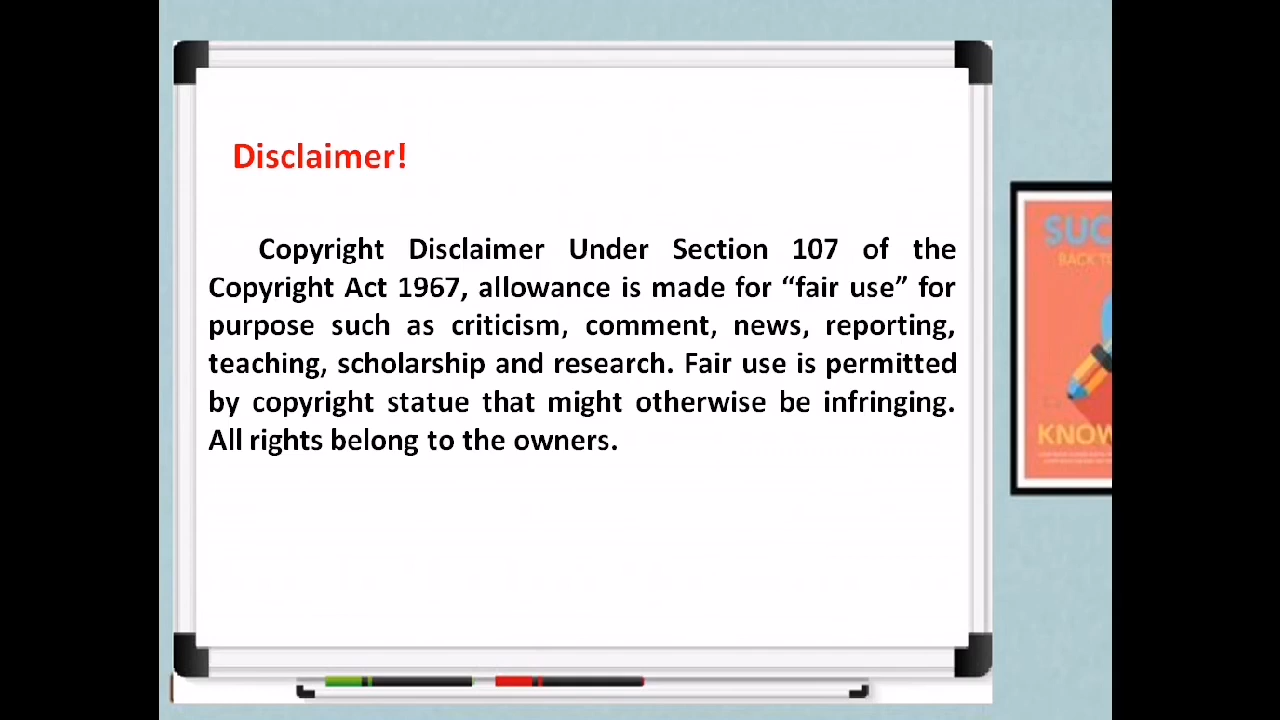 Disclaimer!
Copyright Disclaimer Under Section 107 of the
Copyright Act 1967, allowance is made for “fair use” for
purpose such as criticism, comment, news, reporting,
teaching, scholarship and research. Fair use is permitted
by copyright statue that might otherwise be infringing.
All rights belong to the owners.
SUC
BACK T
KNOW